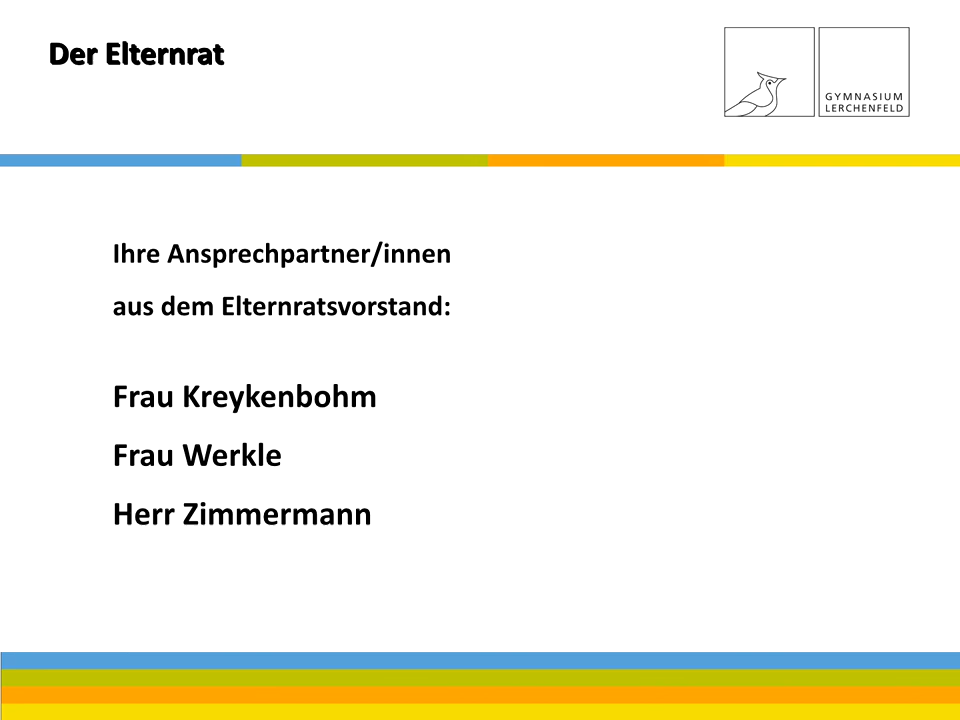 Der Elternrat
GYMNASIUM
LERCHENFELD
Ihre Ansprechpartner/innen
aus dem Elternratsvorstand:
Frau Kreykenbohm
Frau Werkle
Herr Zimmermann